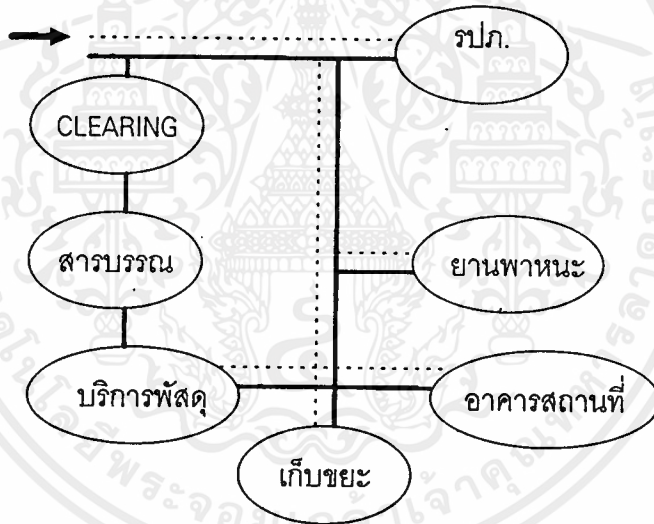 รปภ.
CLEARING
สารบรรณ
ยานพาหนะ
บริการพัสดุ
อาคารสถานที่
เก็บขยะ